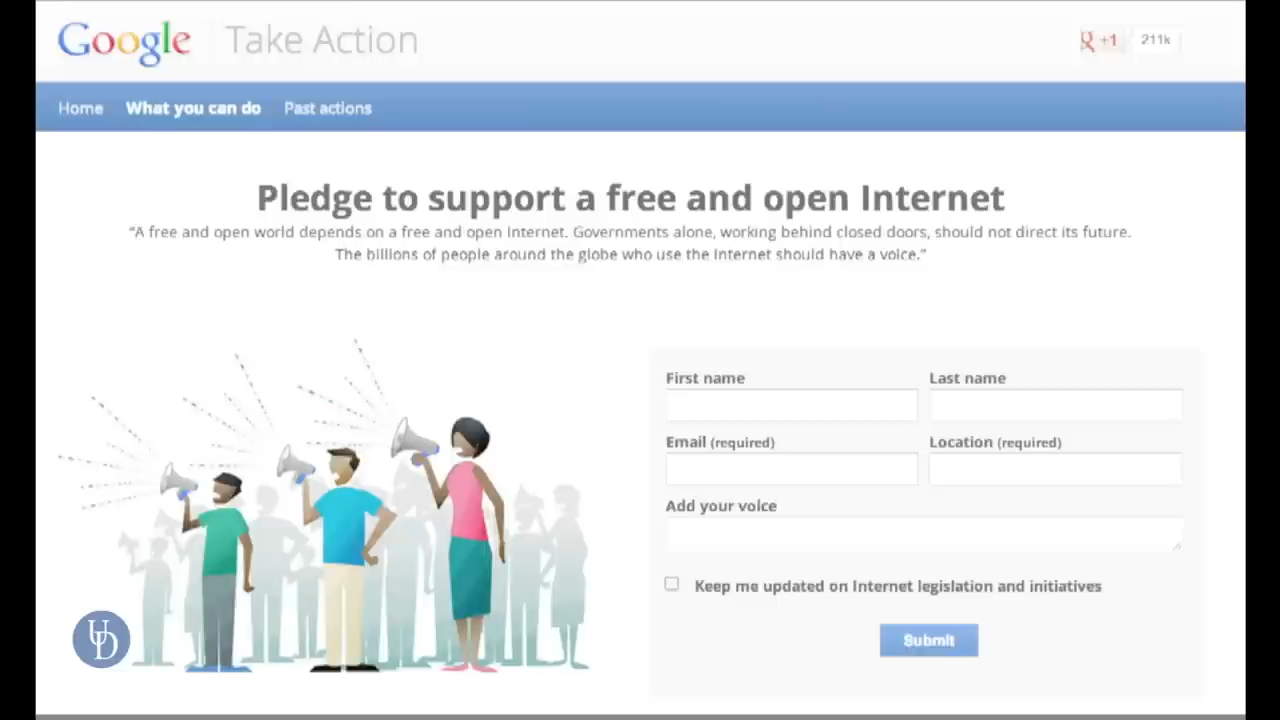 Google Take Action
+1 211k
Home What you can do Past actions
Pledge to support a free and open Internet
“A free and open world depends on a free and open Internet. Governments alone, working behind closed doors, should not direct its future.
The billions of people around the globe who use the Internet should have a voice.”
First name Last name
Email (required) Location (required)
Add your voice
Keep me updated on Internet legislation and initiatives
Submit
UD